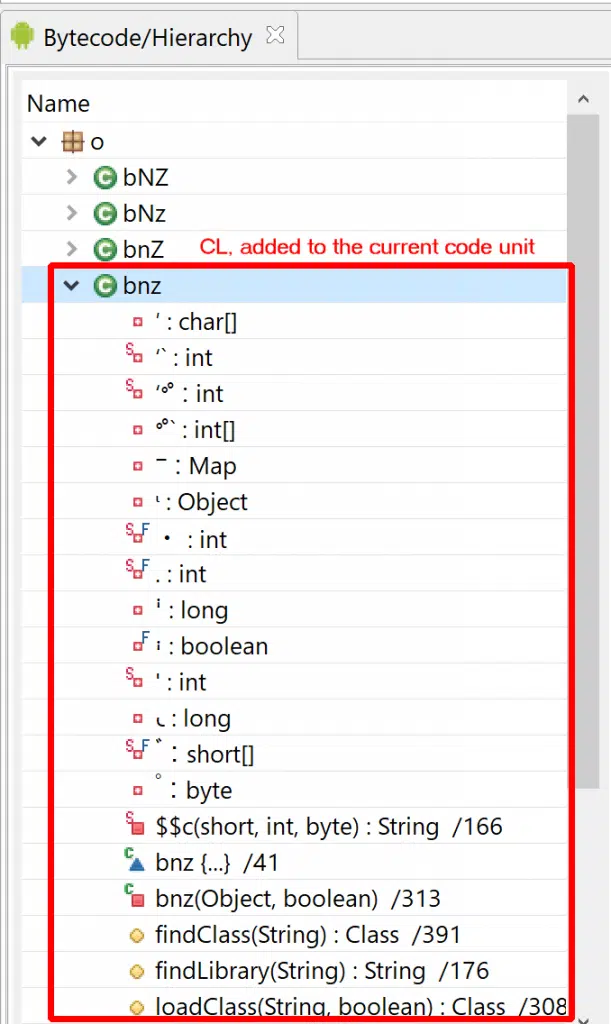 Bytecode/Hierarchy
Name
o
bNZ
bNz
bnZ
CL, added to the current code unit
bnz
: char[]
: int
: int
: int[]
: Map
: Object
: int
. : int
: long
: boolean
' : int
: long
: short[]
: byte
$$c(short, int, byte) : String /166
bnz {...} /41
bnz(Object, boolean) /313
findClass(String) : Class /391
findLibrary(String) : String /176
loadClass(String, boolean) : Class /308